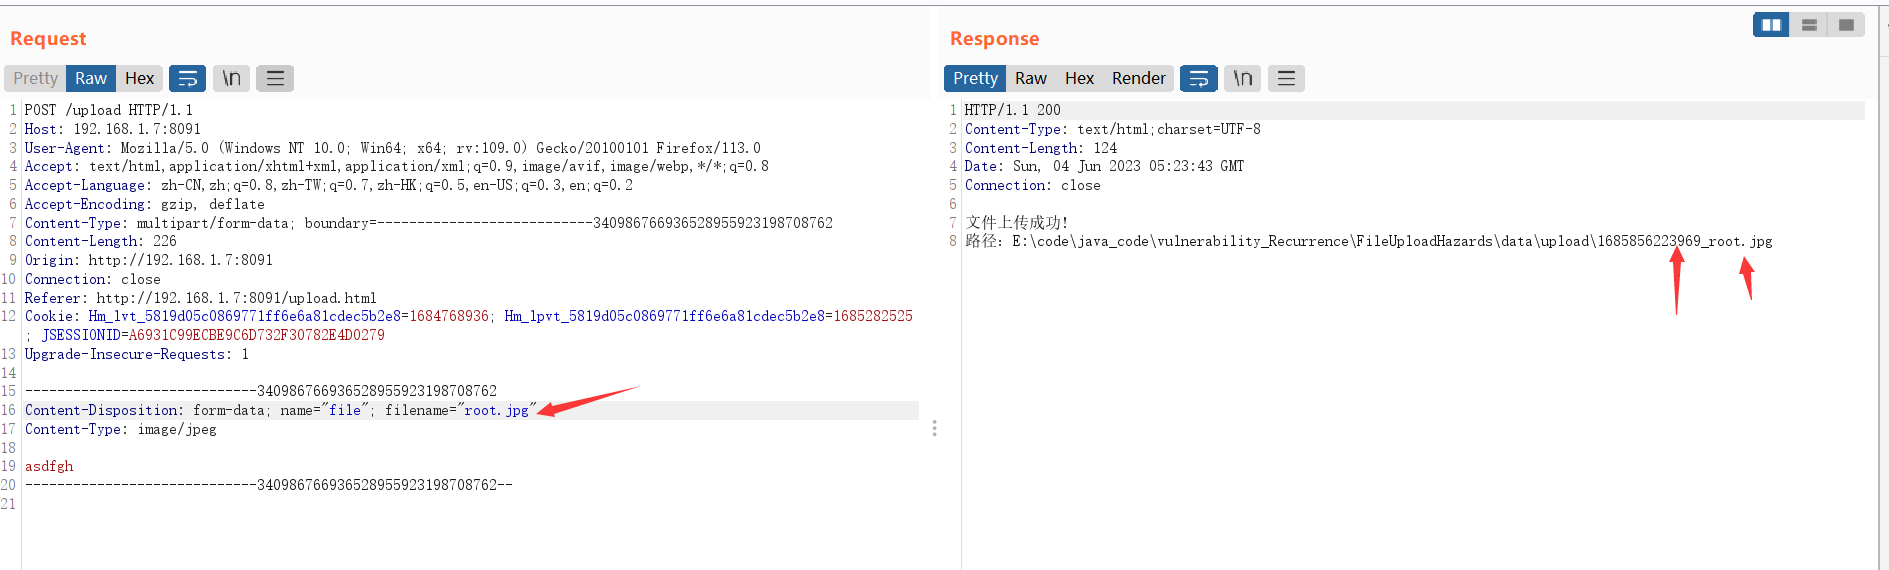 Request
Pretty Raw Hex \n
1 POST /upload HTTP/1.1
2 Host: 192.168.1.7:8091
3 User-Agent: Mozilla/5.0 (Windows NT 10.0; Win64; x64; rv:109.0) Gecko/20100101 Firefox/113.0
4 Accept: text/html,application/xhtml+xml,application/xml;q=0.9,image/avif,image/webp,*/*;q=0.8
5 Accept-Language: zh-CN,zh;q=0.8,zh-TW;q=0.7,zh-HK;q=0.5,en-US;q=0.3,en;q=0.2
6 Accept-Encoding: gzip, deflate
7 Content-Type: multipart/form-data; boundary=---------------------------3409867669365289559231987​08762
8 Content-Length: 226
9 Origin: http://192.168.1.7:8091
10 Connection: close
11 Referer: http://192.168.1.7:8091/upload.html
12 Cookie: Hm_lvt_5819d05c0869771ff6e6a81cdec5b2e8=1684768936; Hm_lpvt_5819d05c0869771ff6e6a81cdec5b2e8=1685282525
; JSESSIONID=A6931C99ECBE9C6D732F30782E4D0279
13 Upgrade-Insecure-Requests: 1
14
15 -----------------------------340986766936528955923198708762
16 Content-Disposition: form-data; name="file"; filename="root.jpg"
17 Content-Type: image/jpeg
18
19 asdfgh
20 -----------------------------340986766936528955923198708762--
21
Response
Pretty Raw Hex Render \n
1 HTTP/1.1 200
2 Content-Type: text/html;charset=UTF-8
3 Content-Length: 124
4 Date: Sun, 04 Jun 2023 05:23:43 GMT
5 Connection: close
6
7 文件上传成功!
8 路径: E:\code\java_code\vulnerability_Recurrence\FileUploadHazards\data\upload\1685856223969_root.jpg